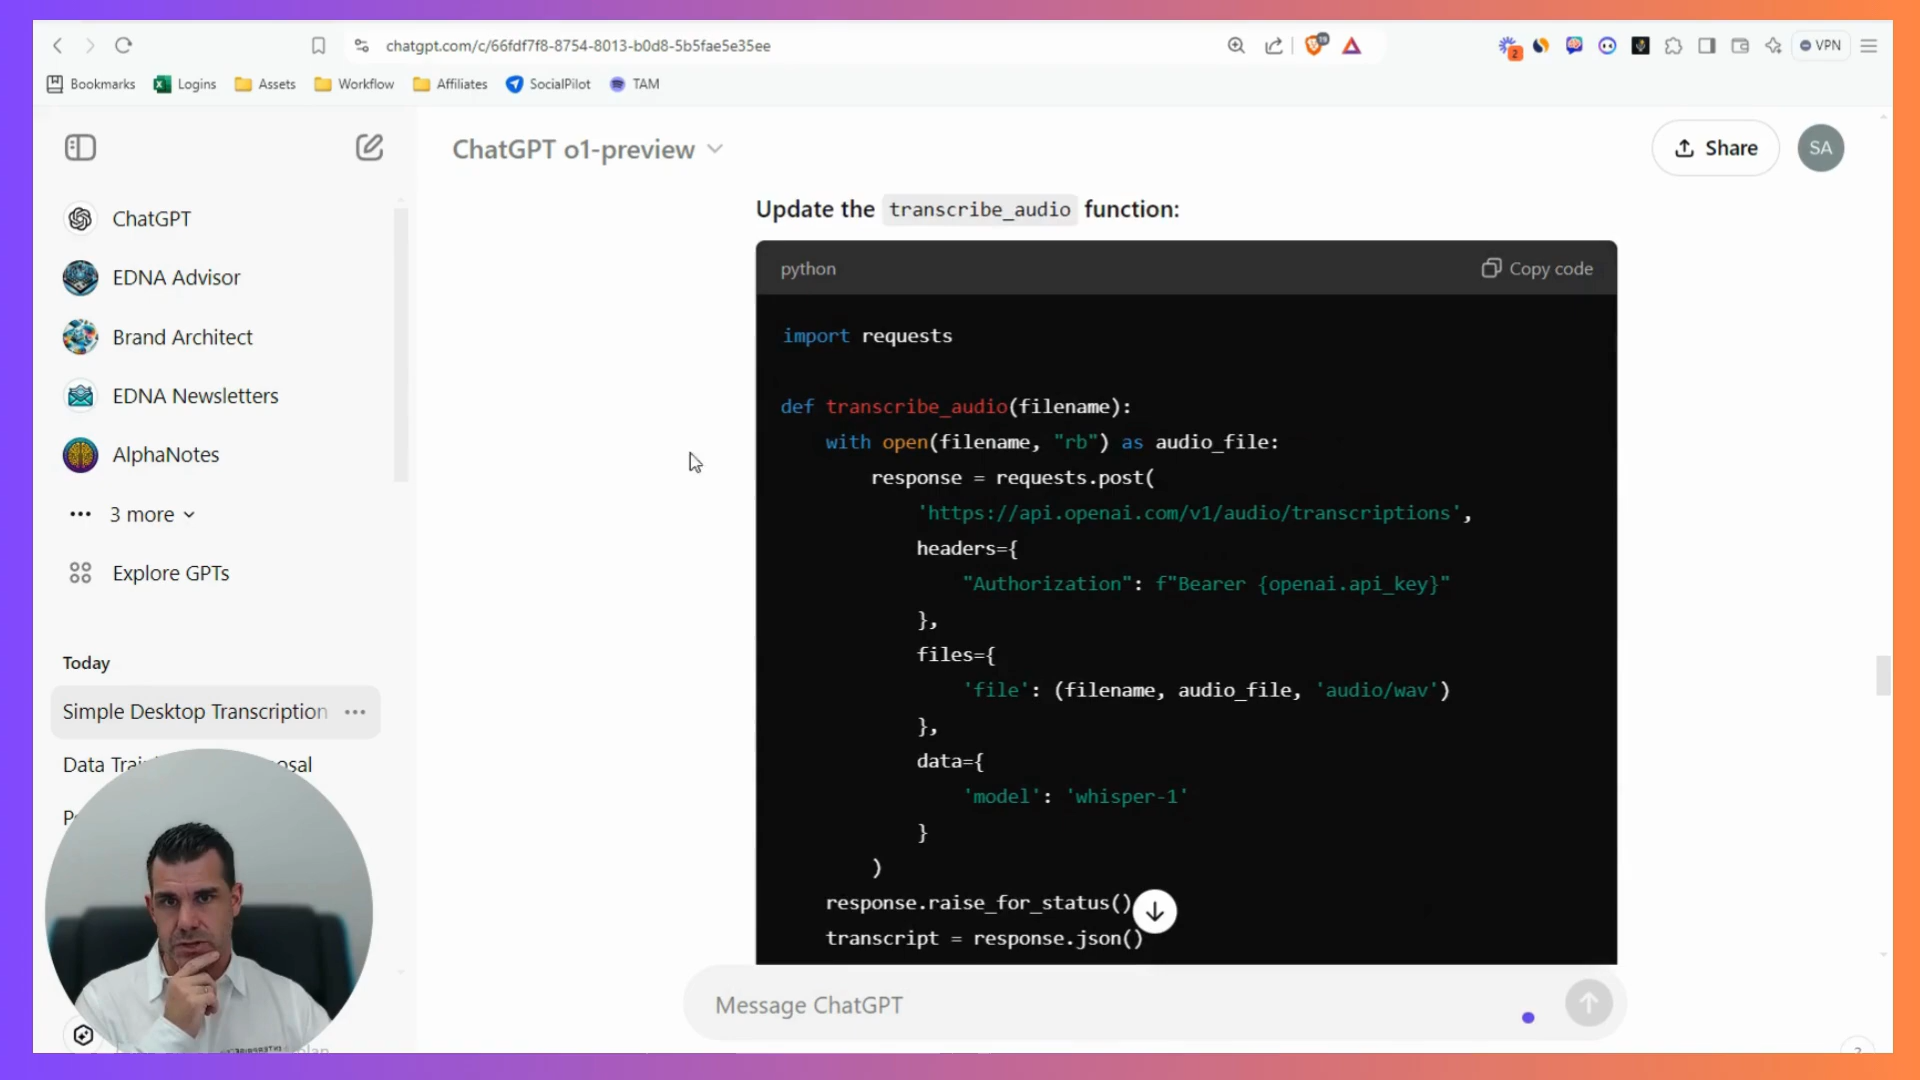 chatgpt.com/c/66fdf7f8-8754-8013-b0d8-5b5fae5e35ee
19
2
VPN
Bookmarks Logins Assets Workflow Affiliates SocialPilot TAM
ChatGPT o1-preview
Share
SA
ChatGPT
EDNA Advisor
Brand Architect
EDNA Newsletters
AlphaNotes
3 more
Explore GPTs
Today
Simple Desktop Transcription
Data
Update the transcribe_audio function:
python
Copy code
import requests
def transcribe_audio(filename):
with open(filename, "rb") as audio_file:
response = requests.post(
'https://api.openai.com/v1/audio/transcriptions',
headers={
"Authorization": f"Bearer {openai.api_key}"
},
files={
'file': (filename, audio_file, 'audio/wav')
},
data={
'model': 'whisper-1'
}
)
response.raise_for_status()
transcript = response.json()
Message ChatGPT